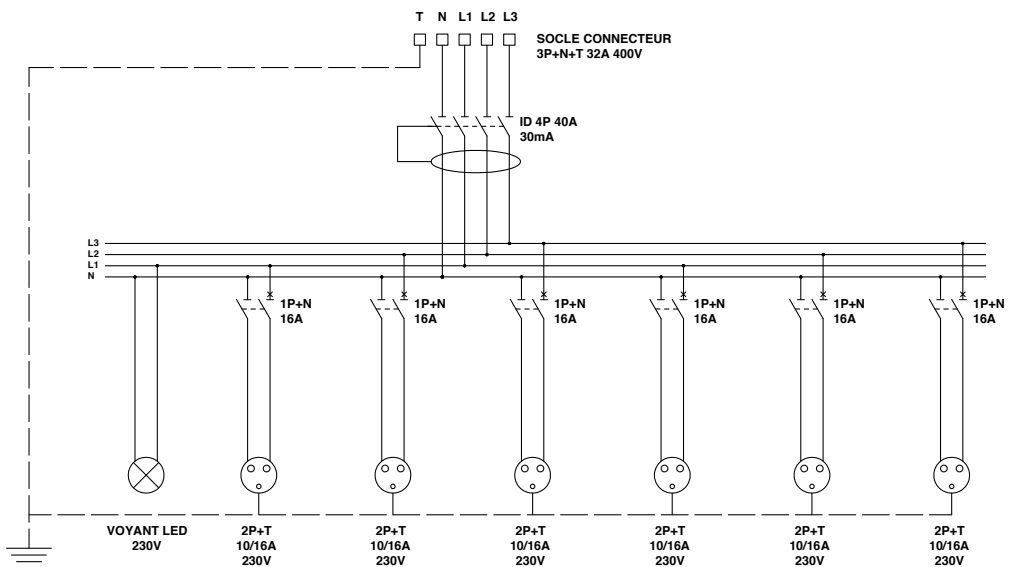 T N L1 L2 L3
SOCLE CONNECTEUR
3P+N+T 32A 400V
ID 4P 40A
30mA
L3
L2
L1
N
1P+N
16A
1P+N
16A
1P+N
16A
1P+N
16A
1P+N
16A
1P+N
16A
VOYANT LED
230V
2P+T
10/16A
230V
2P+T
10/16A
230V
2P+T
10/16A
230V
2P+T
10/16A
230V
2P+T
10/16A
230V
2P+T
10/16A
230V